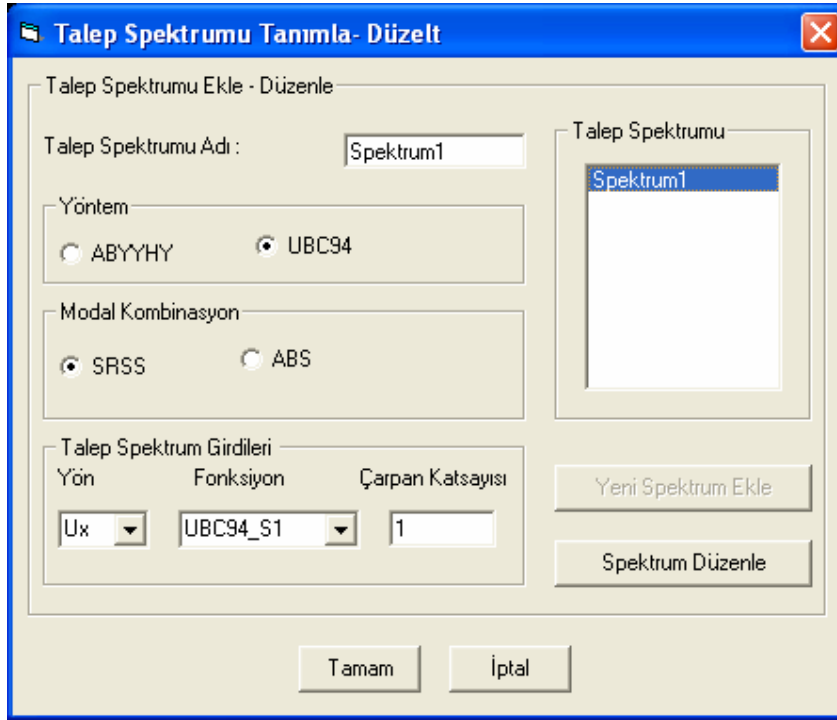 Talep Spektrumu Tanımla- Düzelt
Talep Spektrumu Ekle - Düzenle
Talep Spektrumu Adı :
Spektrum1
Yöntem
ABYYHY
UBC94
Modal Kombinasyon
SRSS
ABS
Talep Spektrum Girdileri
Yön Fonksiyon Çarpan Katsayısı
Ux UBC94_S1 1
Talep Spektrumu
Spektrum1
Yeni Spektrum Ekle
Spektrum Düzenle
Tamam
İptal